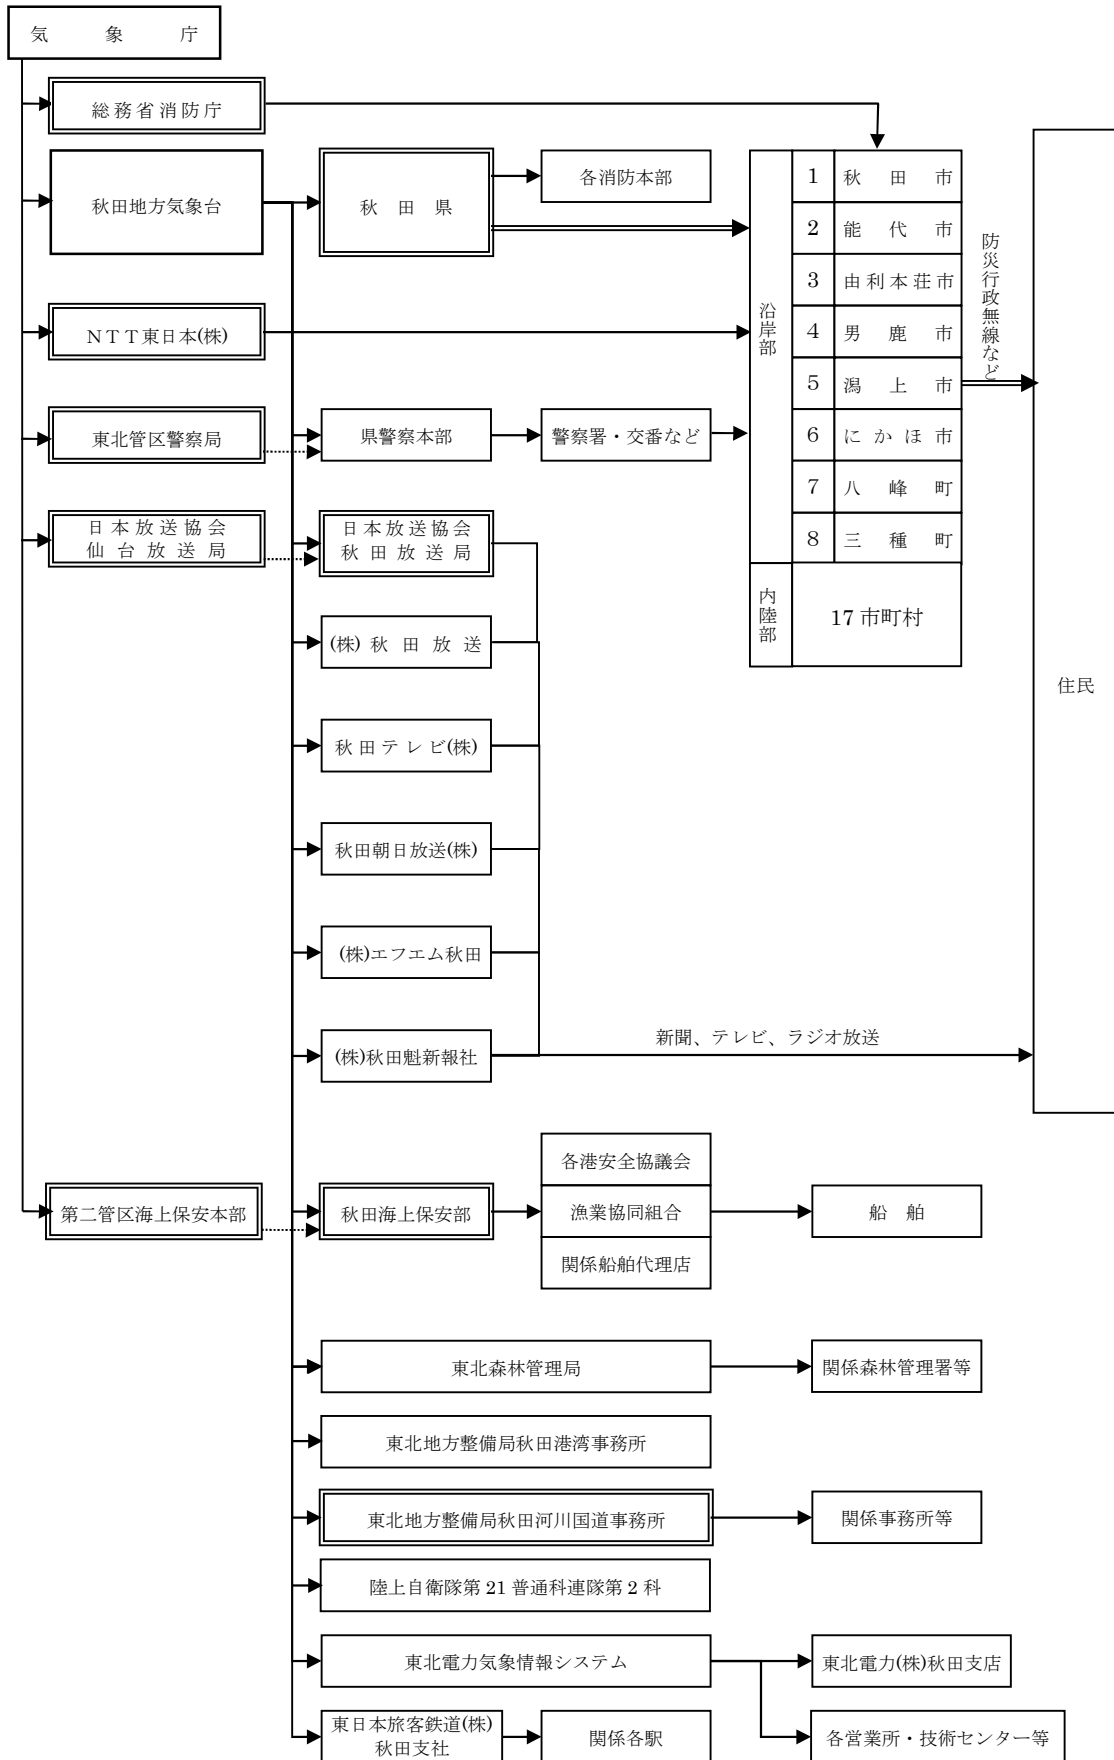 気象庁
総務省消防庁
秋田地方気象台
秋田県
各消防本部
NTT東日本(株)
東北管区警察局
県警察本部
警察署・交番など
日本放送協会
仙台放送局
日本放送協会
秋田放送局
(株)秋田放送
秋田テレビ(株)
秋田朝日放送(株)
(株)エフエム秋田
(株)秋田魁新報社
新聞、テレビ、ラジオ放送
沿岸部
1 秋田市
2 能代市
3 由利本荘市
4 男鹿市
5 潟上市
6 にかほ市
7 八峰町
8 三種町
内陸部
17市町村
防災行政無線など
住民
第二管区海上保安本部
秋田海上保安部
各港安全協議会
漁業協同組合
関係船舶代理店
船舶
東北森林管理局
関係森林管理署等
東北地方整備局秋田港湾事務所
東北地方整備局秋田河川国道事務所
関係事務所等
陸上自衛隊第21普通科連隊第2科
東北電力気象情報システム
東北電力(株)秋田支店
各営業所・技術センター等
東日本旅客鉄道(株)
秋田支社
関係各駅